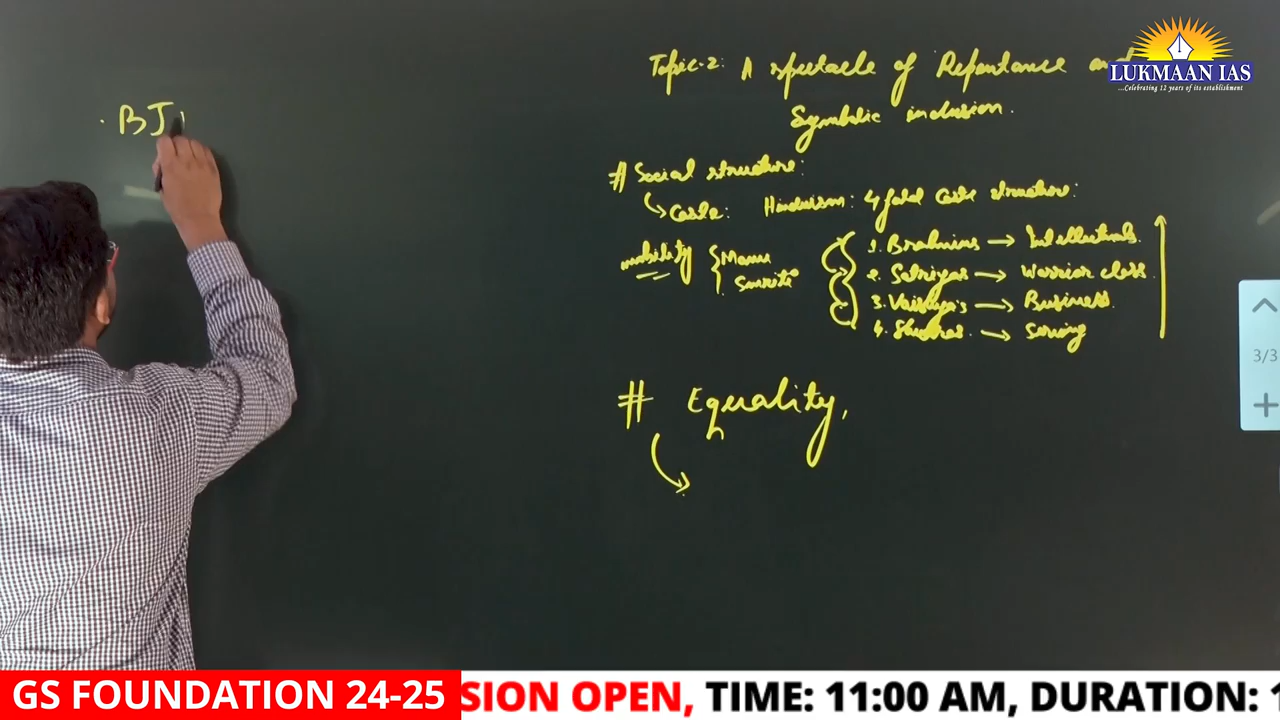 LUKMAAN IAS
...Celebrating 12 years of its establishment
Topic-2: A spectacle of Repentance and
Symbolic inclusion.
# Social structure:
Caste: Hinduism: 4 fold caste structure:
mobility { Manu
Smriti
1. Brahmins → Intellectuals.
2. Satriyas → Warrior class.
3. Vaishya's → Business.
4. Shudras. → Serving
# Equality,
. BJ
3/3
GS FOUNDATION 24-25 SION OPEN, TIME: 11:00 AM, DURATION: 1